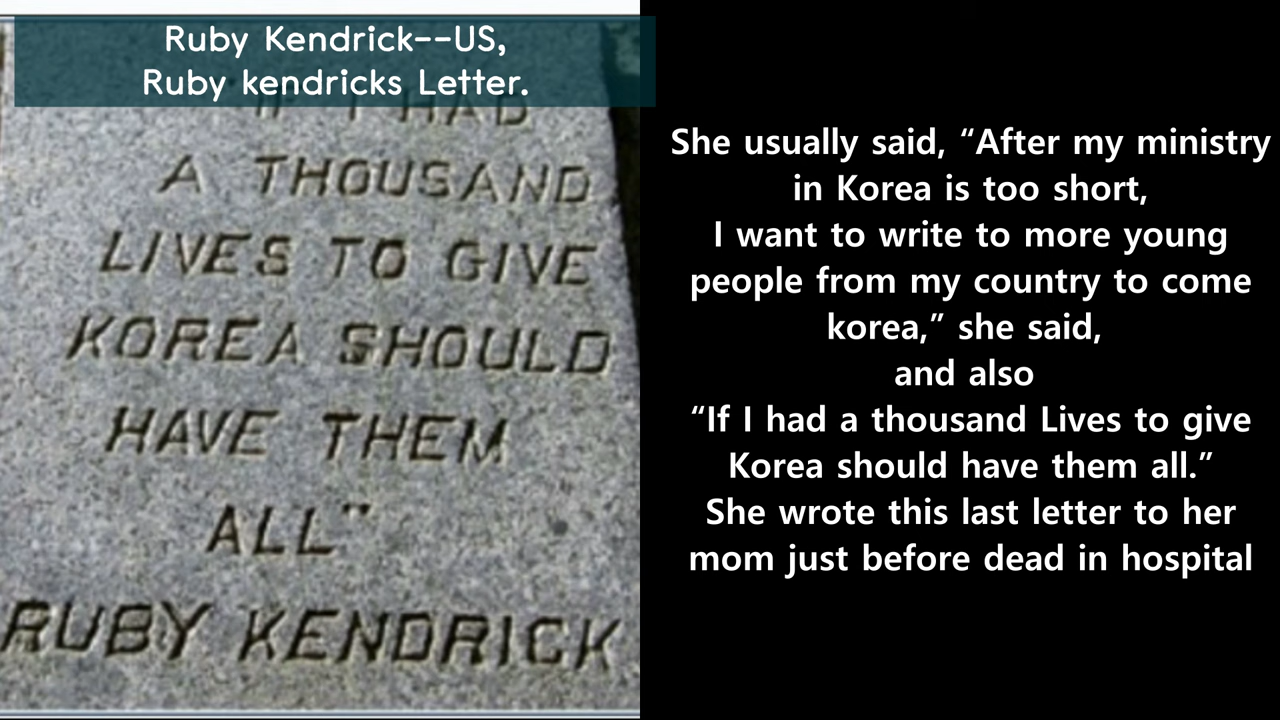 Ruby Kendrick--US,
Ruby kendricks Letter.
IF I HAD
A THOUSAND
LIVES TO GIVE
KOREA SHOULD
HAVE THEM
ALL”
RUBY KENDRICK
She usually said, “After my ministry
in Korea is too short,
I want to write to more young
people from my country to come
korea,” she said,
and also
“If I had a thousand Lives to give
Korea should have them all.”
She wrote this last letter to her
mom just before dead in hospital